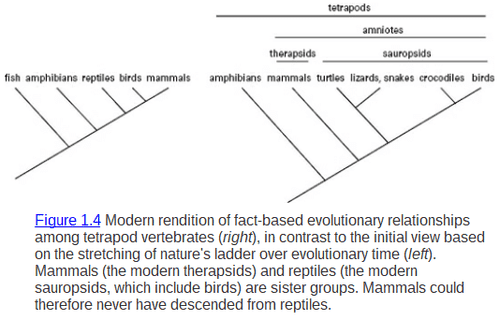 tetrapods
amniotes
therapsids sauropsids
fish amphibians reptiles birds mammals amphibians mammals turtles lizards, snakes crocodiles birds
Figure 1.4 Modern rendition of fact-based evolutionary relationships
among tetrapod vertebrates (right), in contrast to the initial view based
on the stretching of nature's ladder over evolutionary time (left).
Mammals (the modern therapsids) and reptiles (the modern
sauropsids, which include birds) are sister groups. Mammals could
therefore never have descended from reptiles.